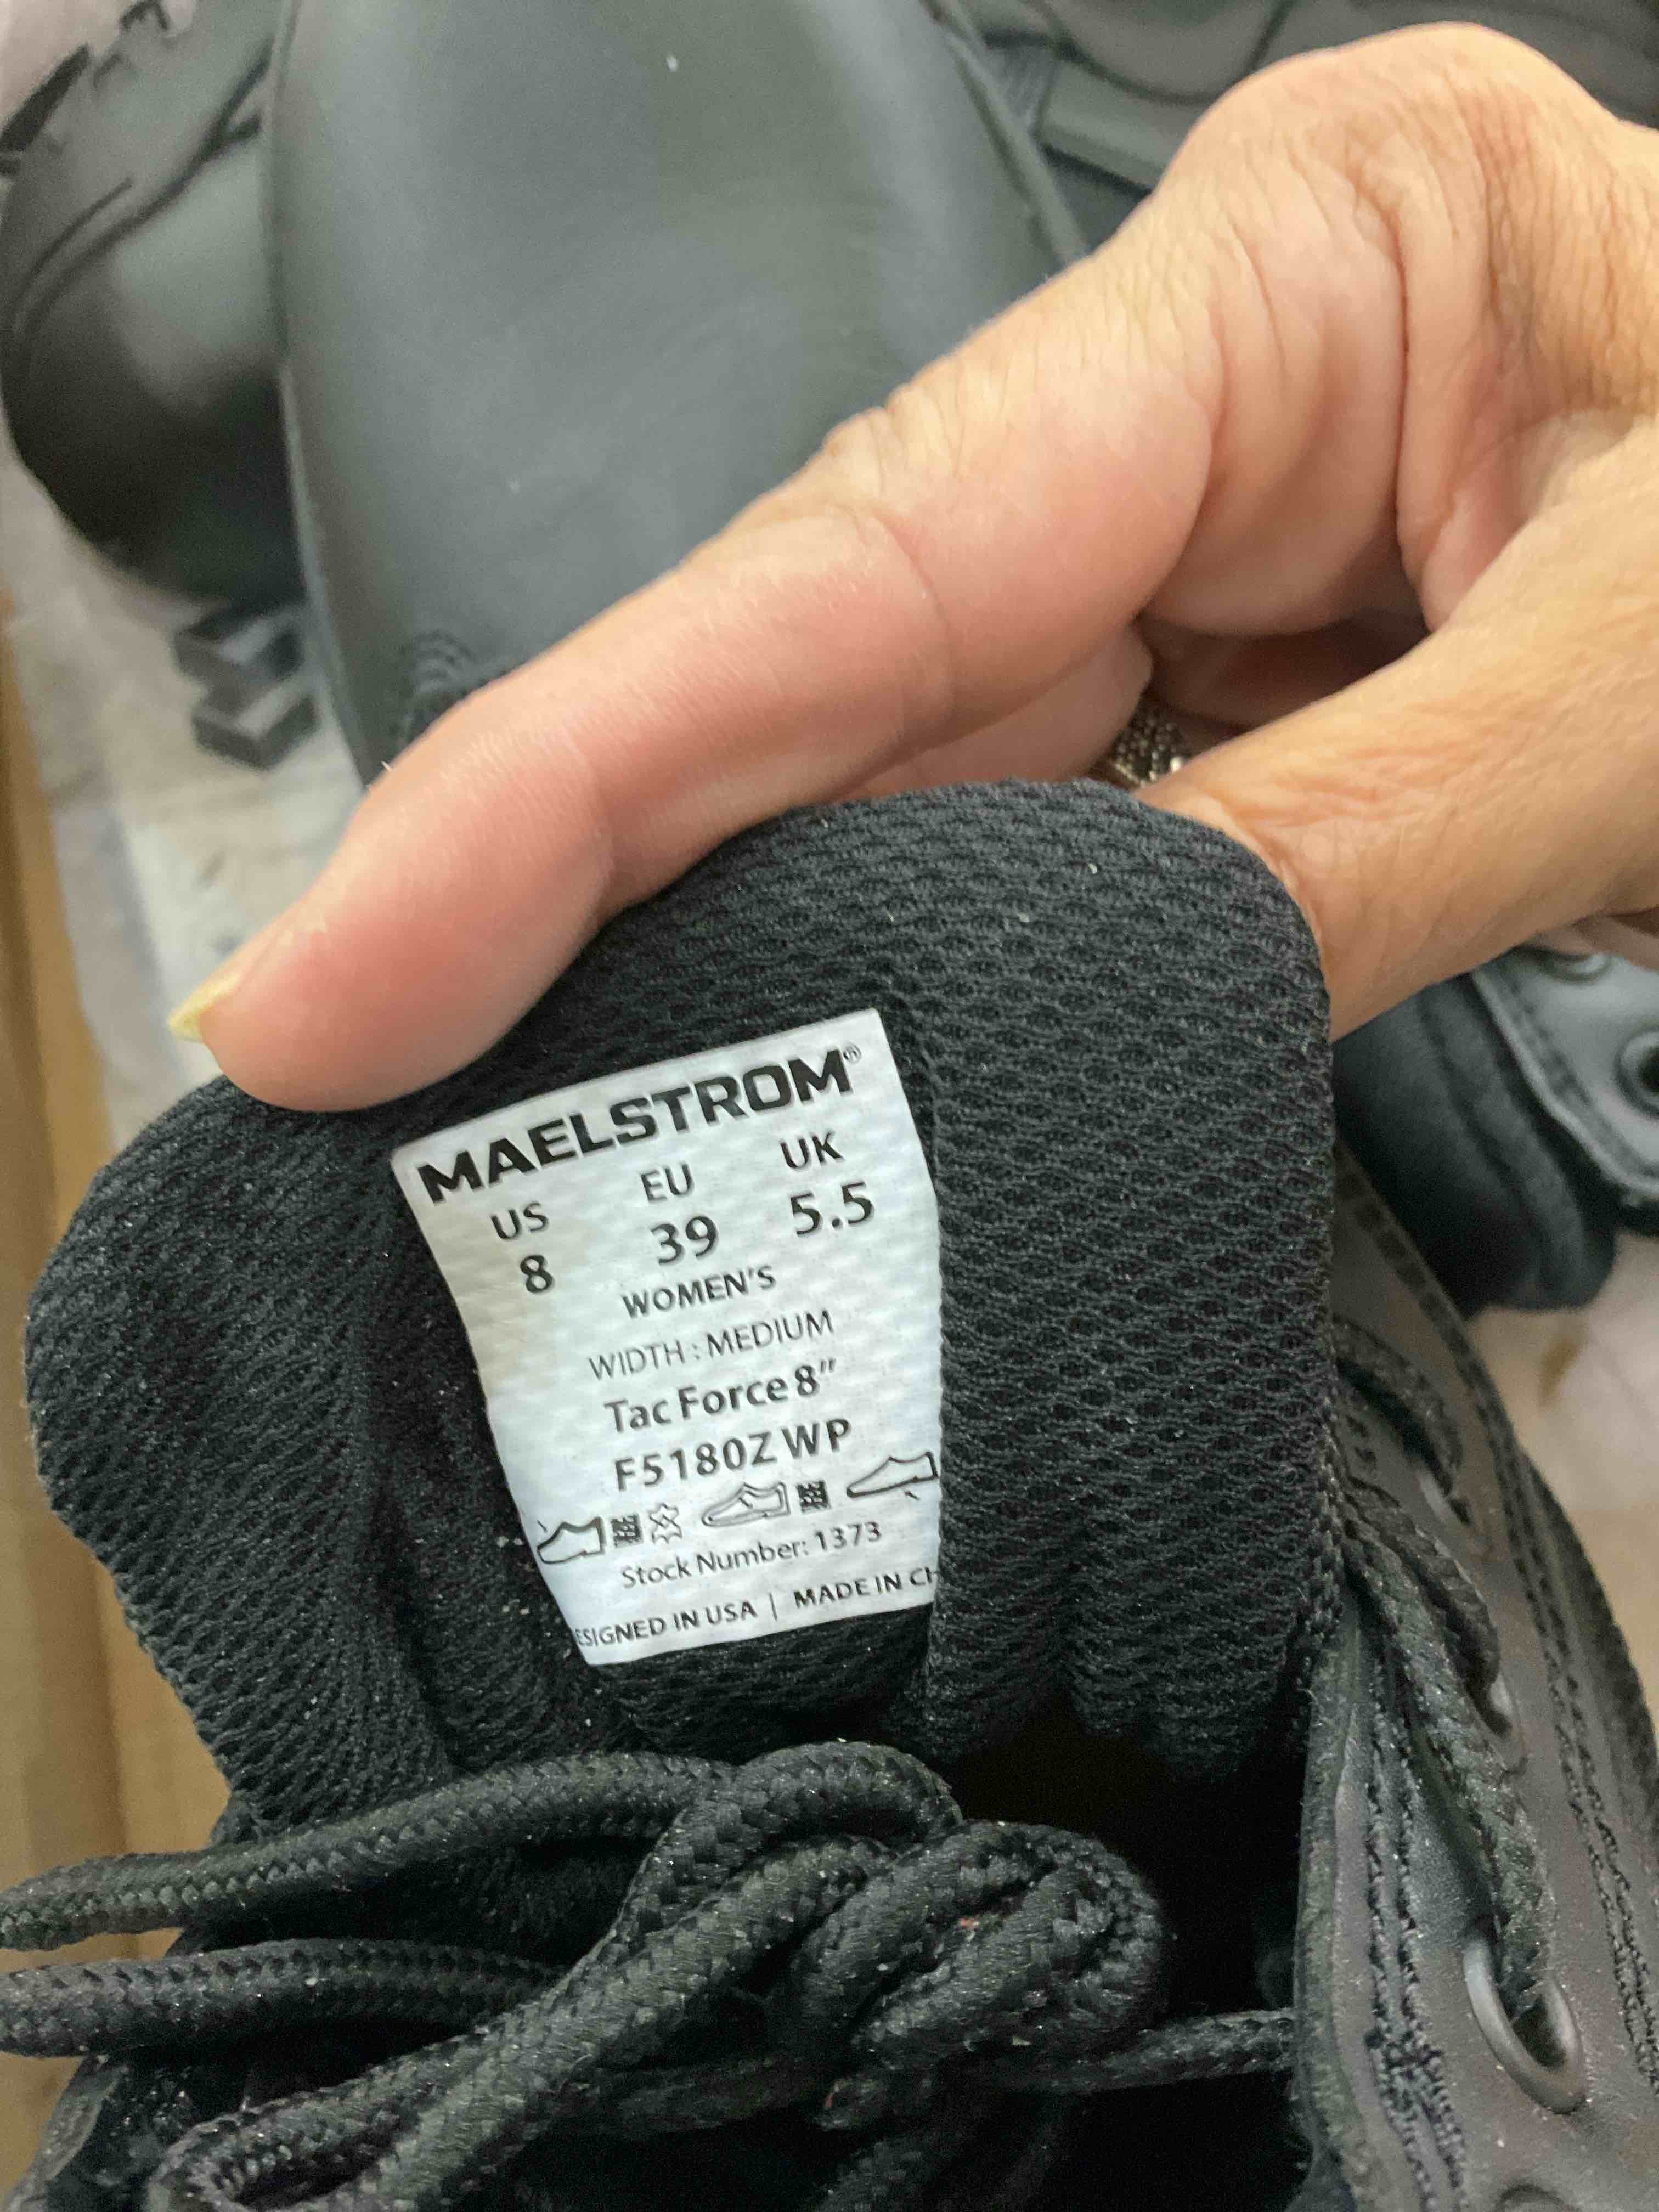 MAELSTROM®
US EU UK
8 39 5.5
WOMEN'S
WIDTH : MEDIUM
Tac Force 8"
F5180Z WP
Stock Number: 1373
ESIGNED IN USA | MADE IN CH